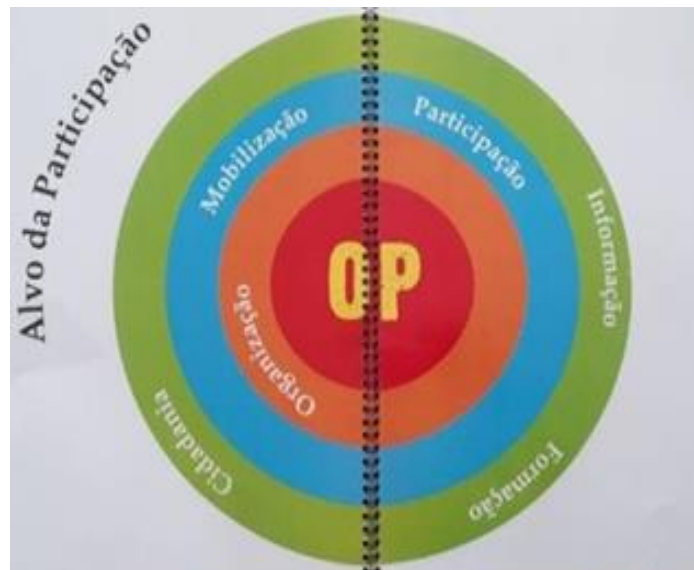 Alvo da Participação
Mobilização
Participação
Informação
OP
Organização
Cidadania
Formação